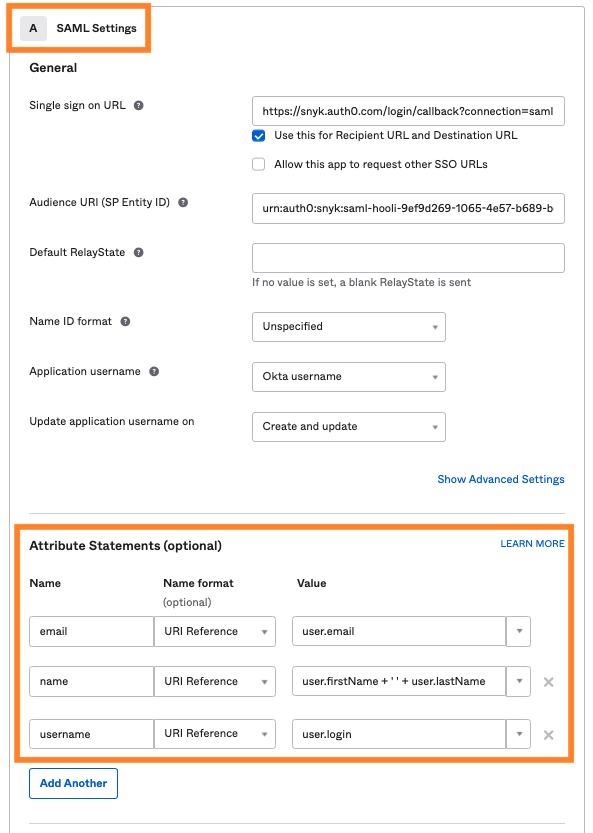 A SAML Settings
General
Single sign on URL ?
https://snyk.auth0.com/login/callback?connection=saml
Use this for Recipient URL and Destination URL
Allow this app to request other SSO URLs
Audience URI (SP Entity ID) ?
urn:auth0:snyk:saml-hooli-9ef9d269-1065-4e57-b689-b
Default RelayState ?
If no value is set, a blank RelayState is sent
Name ID format ?
Unspecified
Application username ?
Okta username
Update application username on
Create and update
Show Advanced Settings
Attribute Statements (optional)
LEARN MORE
Name Name format Value
(optional)
email URI Reference user.email
name URI Reference user.firstName + ' ' + user.lastName
username URI Reference user.login
Add Another